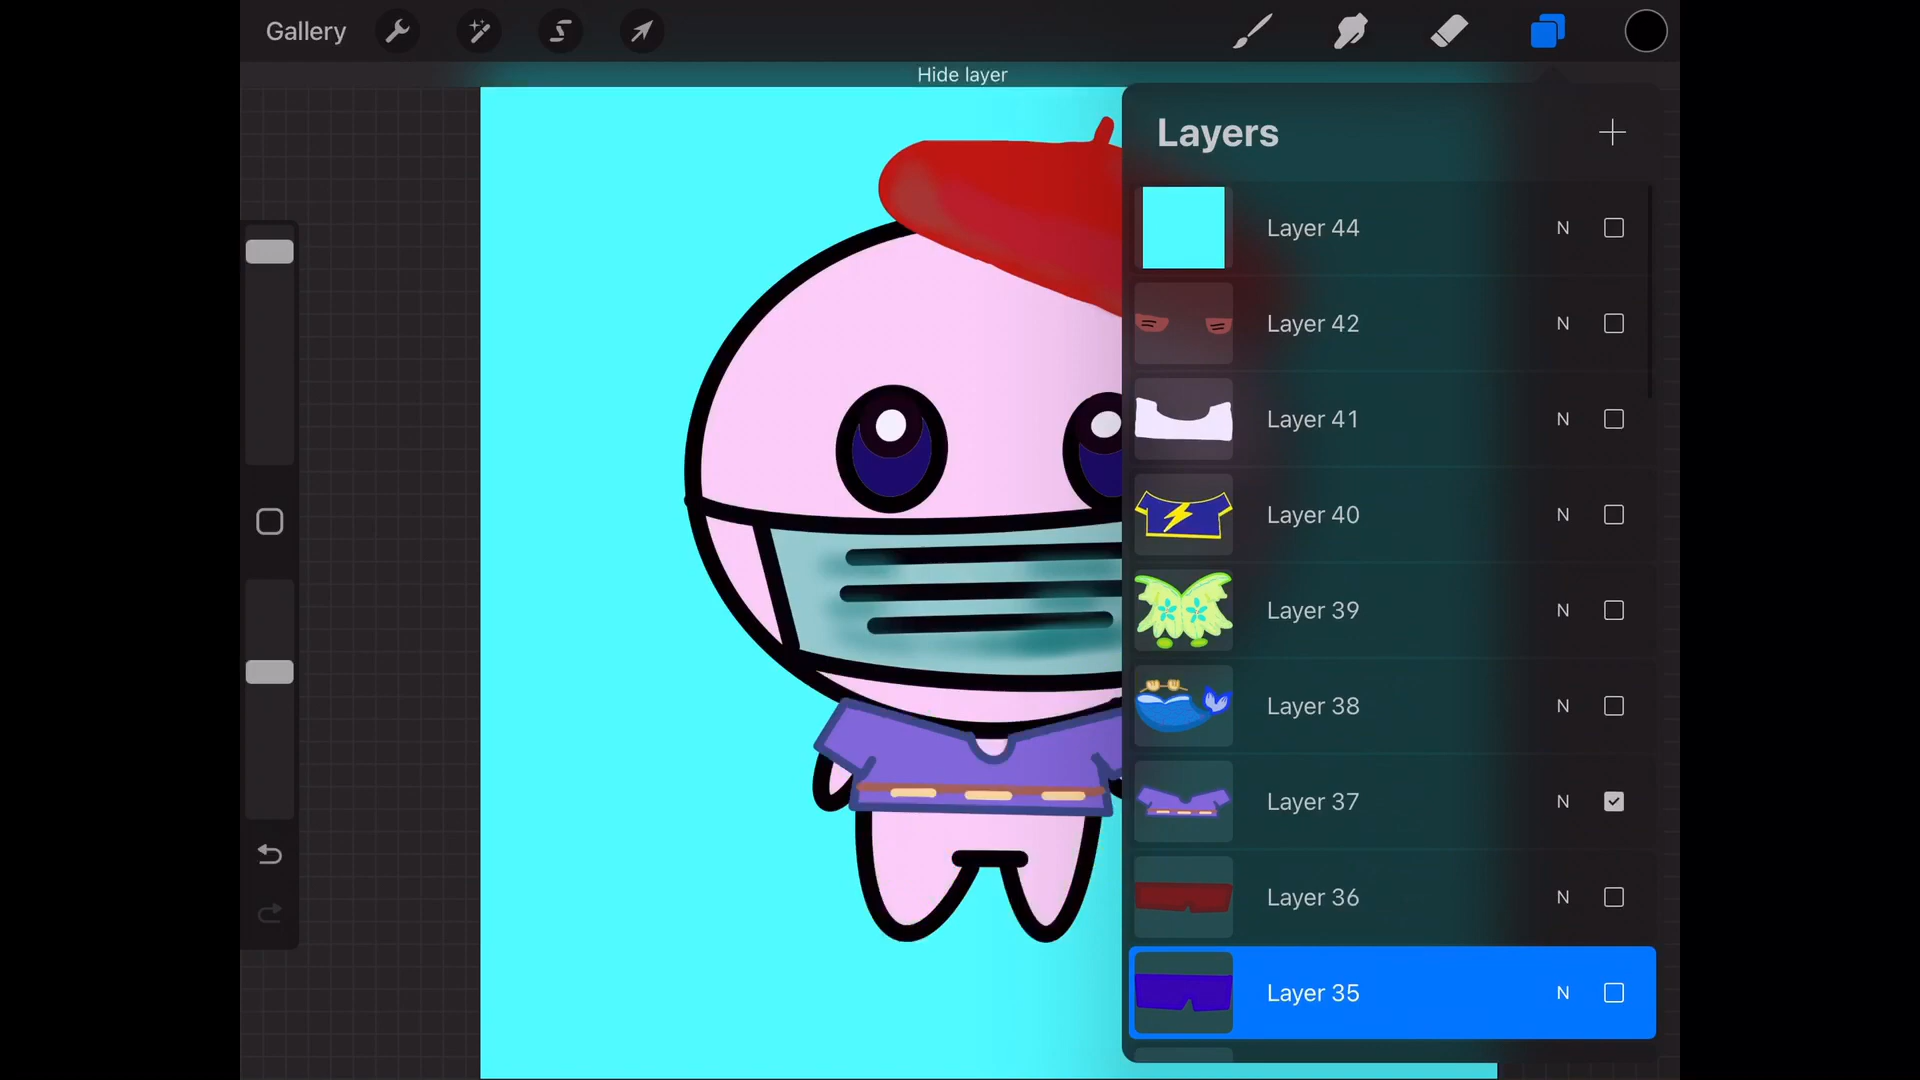 Gallery
Hide layer
Layers
Layer 44 N
Layer 42 N
Layer 41 N
Layer 40 N
Layer 39 N
Layer 38 N
Layer 37 N
Layer 36 N
Layer 35 N